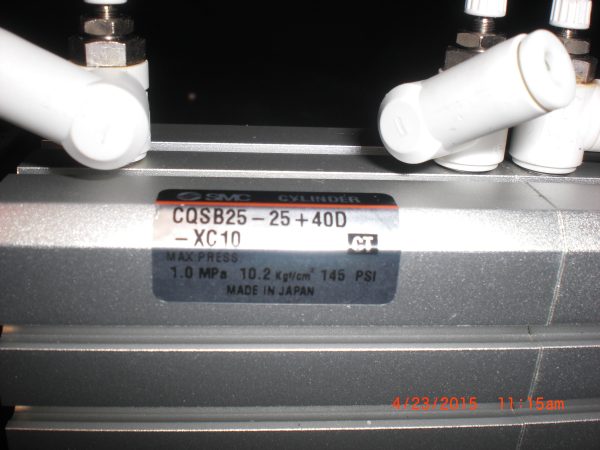 SMC CYLINDER
CQSB25-25+40D
-XC10 CT
MAX.PRESS.
1.0 MPa 10.2 Kgf/cm² 145 PSI
MADE IN JAPAN
4/23/2015 11:15am